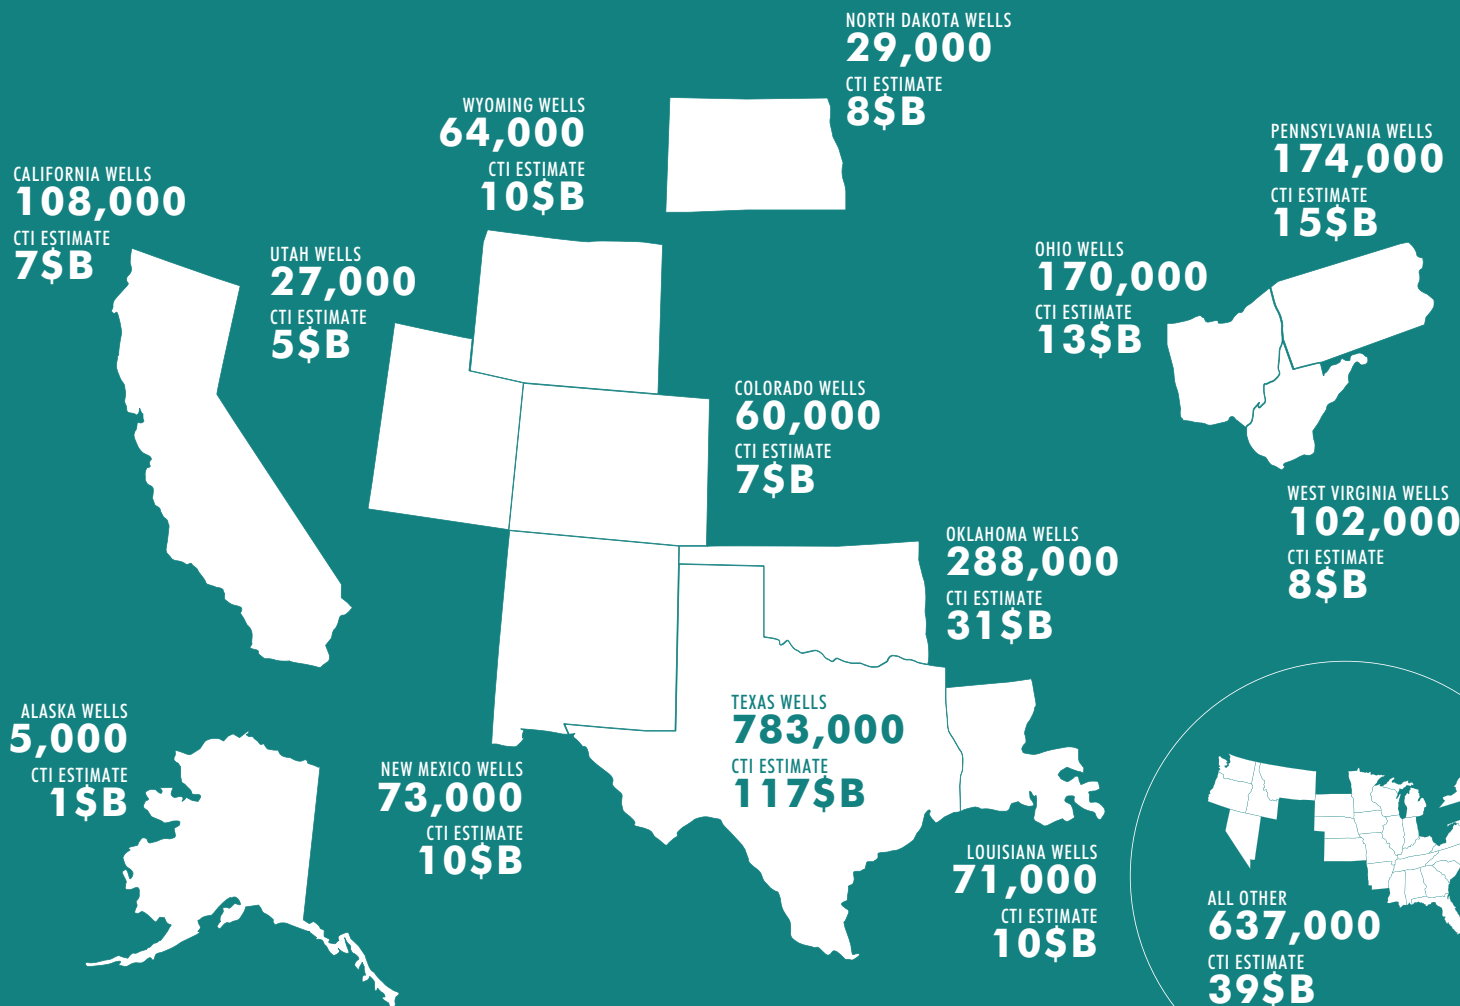 NORTH DAKOTA WELLS
29,000
CTI ESTIMATE
8$B
WYOMING WELLS
64,000
CTI ESTIMATE
10$B
PENNSYLVANIA WELLS
174,000
CTI ESTIMATE
15$B
CALIFORNIA WELLS
108,000
CTI ESTIMATE
7$B
UTAH WELLS
27,000
CTI ESTIMATE
5$B
OHIO WELLS
170,000
CTI ESTIMATE
13$B
COLORADO WELLS
60,000
CTI ESTIMATE
7$B
WEST VIRGINIA WELLS
102,000
CTI ESTIMATE
8$B
OKLAHOMA WELLS
288,000
CTI ESTIMATE
31$B
TEXAS WELLS
783,000
CTI ESTIMATE
117$B
ALASKA WELLS
5,000
CTI ESTIMATE
1$B
NEW MEXICO WELLS
73,000
CTI ESTIMATE
10$B
LOUISIANA WELLS
71,000
CTI ESTIMATE
10$B
ALL OTHER
637,000
CTI ESTIMATE
39$B